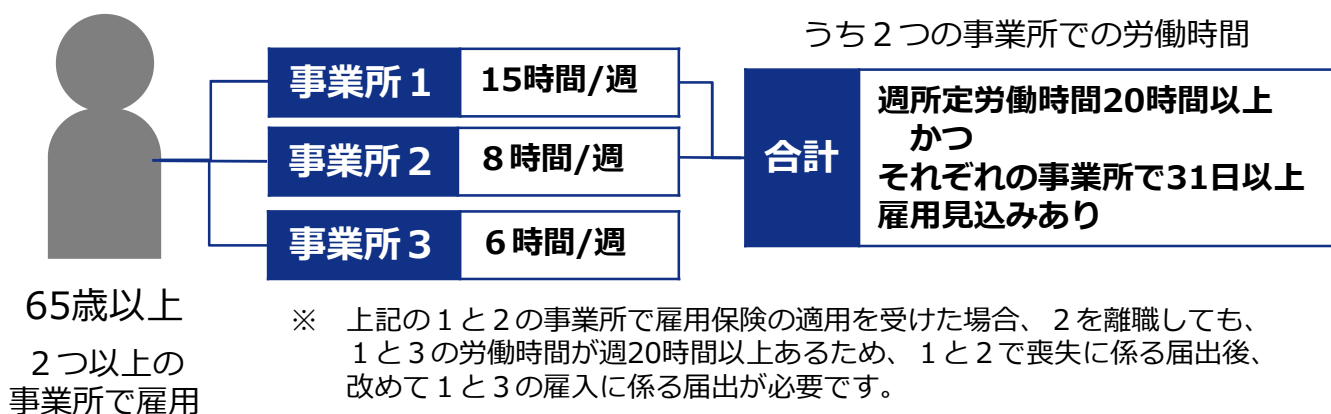 うち２つの事業所での労働時間
事業所１ 15時間/週
事業所２ ８時間/週
事業所３ ６時間/週
合計
週所定労働時間20時間以上
かつ
それぞれの事業所で31日以上
雇用見込みあり
65歳以上
２つ以上の
事業所で雇用
※ 上記の１と２の事業所で雇用保険の適用を受けた場合、２を離職しても、
１と３の労働時間が週20時間以上あるため、１と２で喪失に係る届出後、
改めて１と３の雇入に係る届出が必要です。